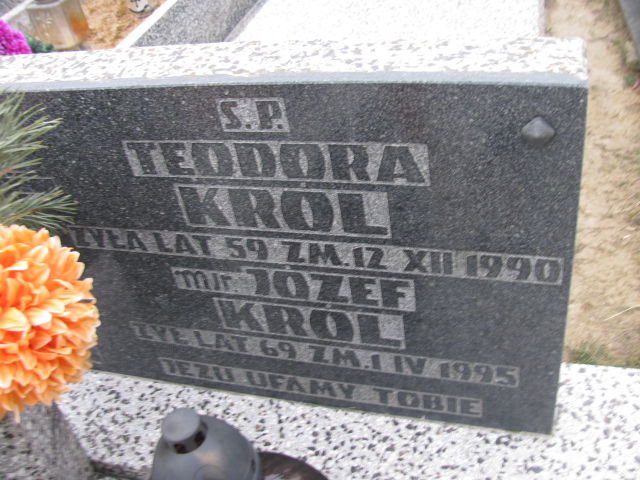 Ś.P.
TEODORA
KRÓL
ŻYŁA LAT 59 ZM. 12 XII 1990
mjr. JÓZEF
KRÓL
ŻYŁ LAT 69 ZM. 1 IV 1995
JEZU UFAMY TOBIE